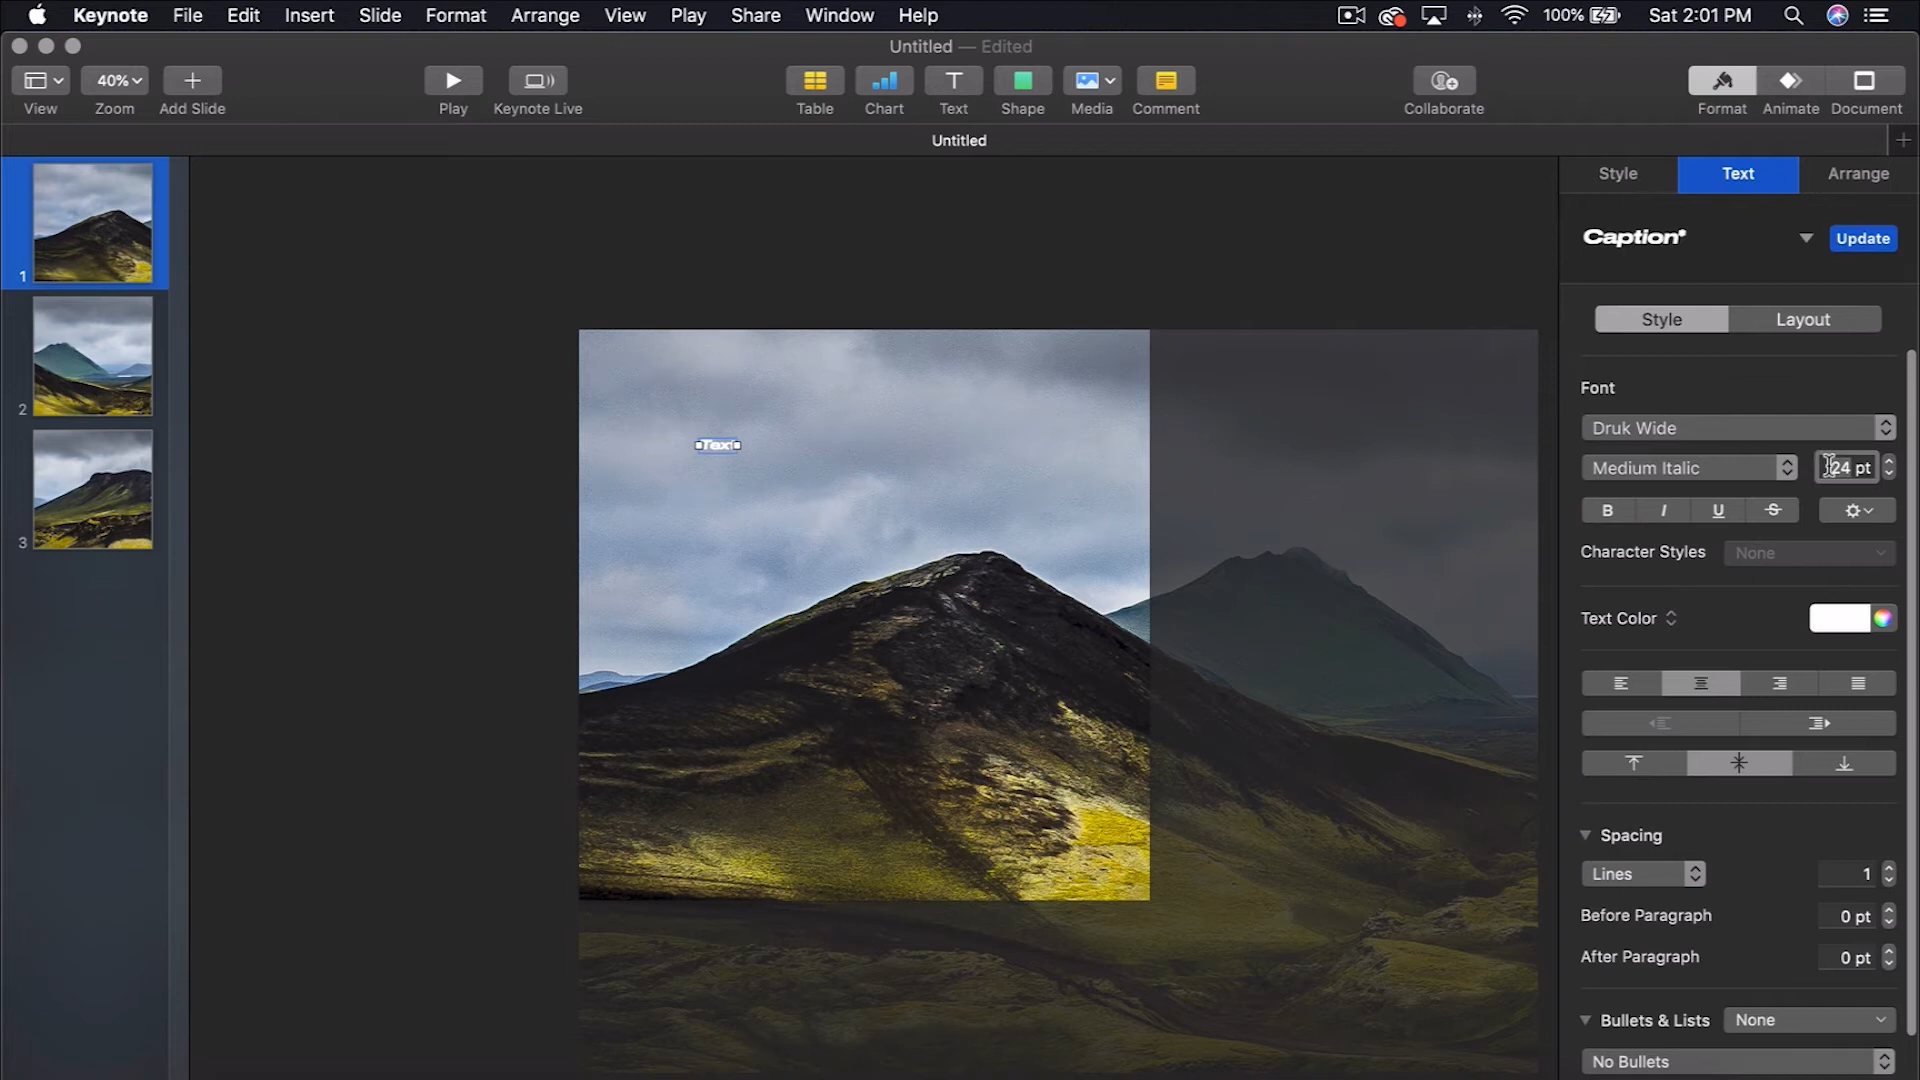 Keynote File Edit Insert Slide Format Arrange View Play Share Window Help 100% Sat 2:01 PM
Untitled — Edited
40%
View Zoom Add Slide Play Keynote Live Table Chart Text Shape Media Comment Collaborate Format Animate Document
Untitled
Style Text Arrange
Caption* Update
1
Style Layout
Font
2
Druk Wide
Text
Medium Italic 24 pt
B I U S
3
Character Styles None
Text Color
Spacing
Lines 1
Before Paragraph 0 pt
After Paragraph 0 pt
Bullets & Lists None
No Bullets